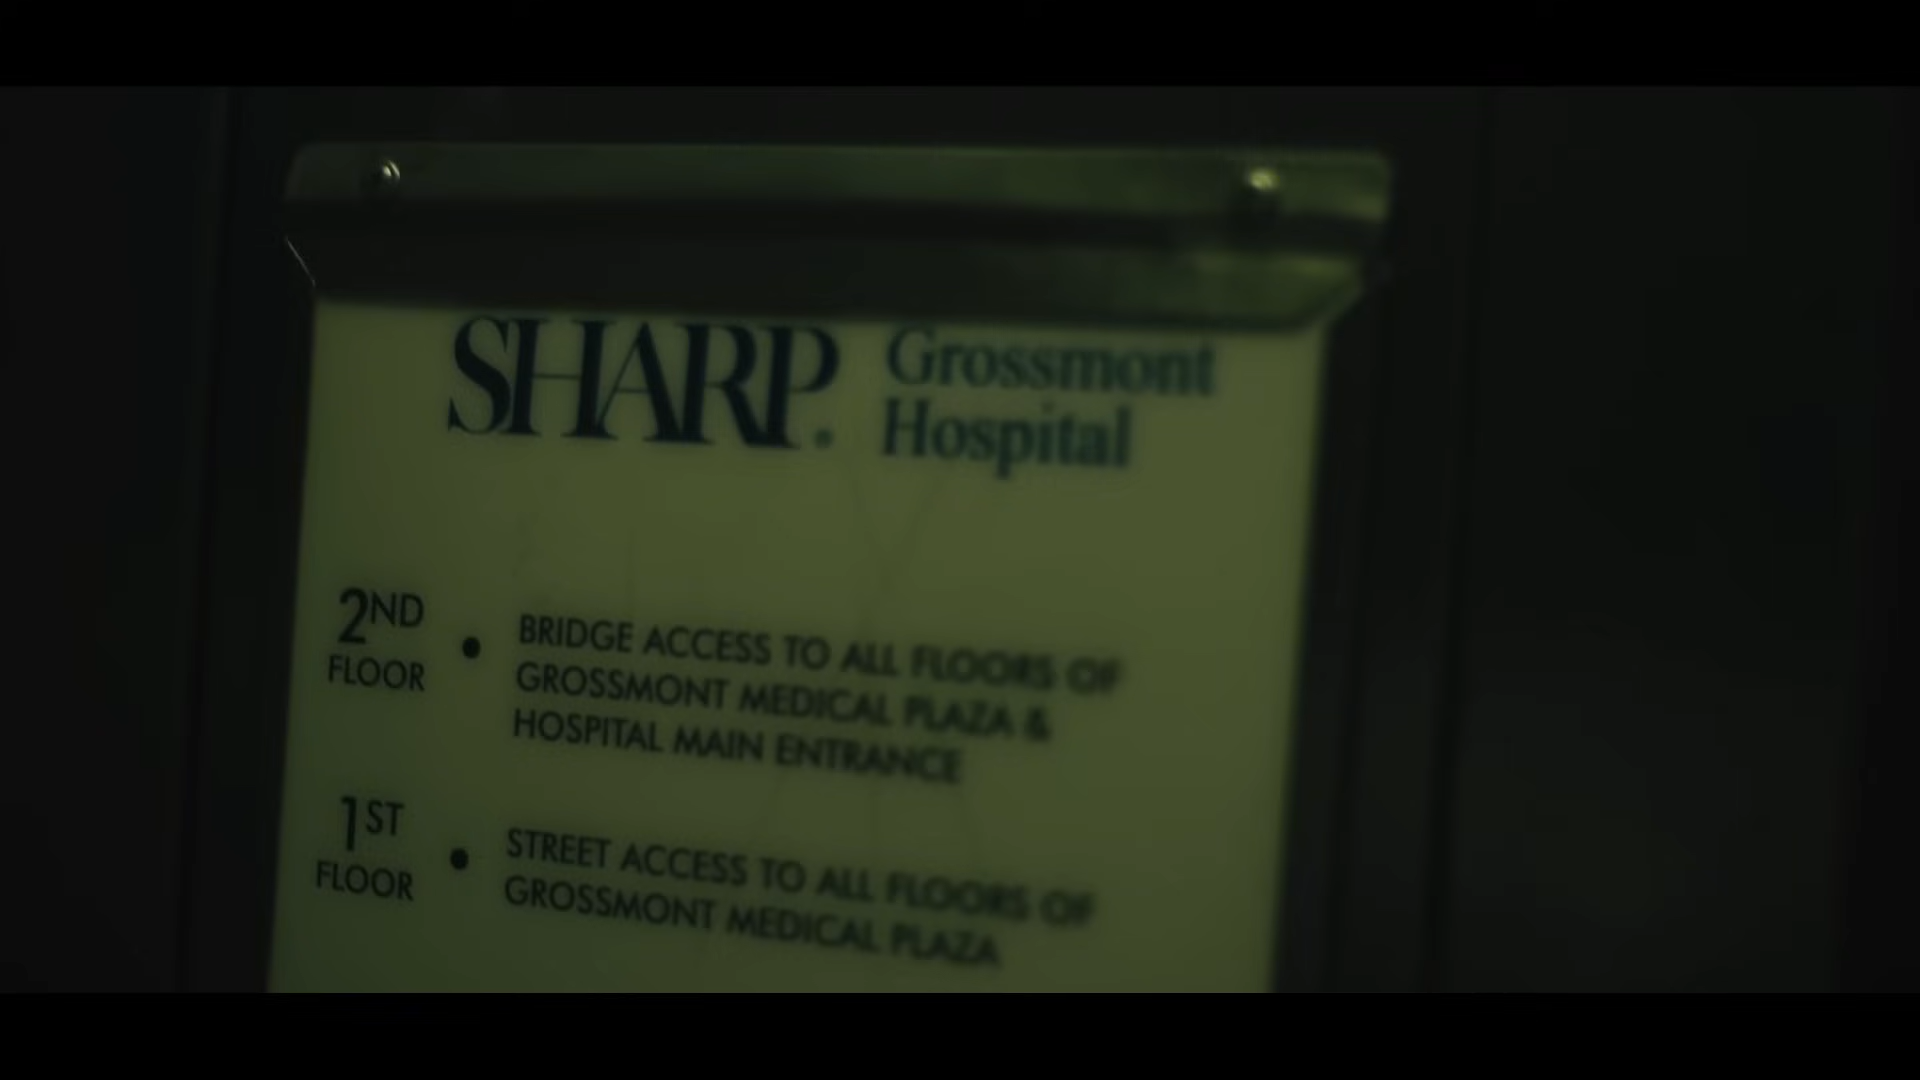 SHARP. Grossmont
Hospital
2ND
FLOOR
• BRIDGE ACCESS TO ALL FLOORS OF
GROSSMONT MEDICAL PLAZA &
HOSPITAL MAIN ENTRANCE
1ST
FLOOR
• STREET ACCESS TO ALL FLOORS OF
GROSSMONT MEDICAL PLAZA